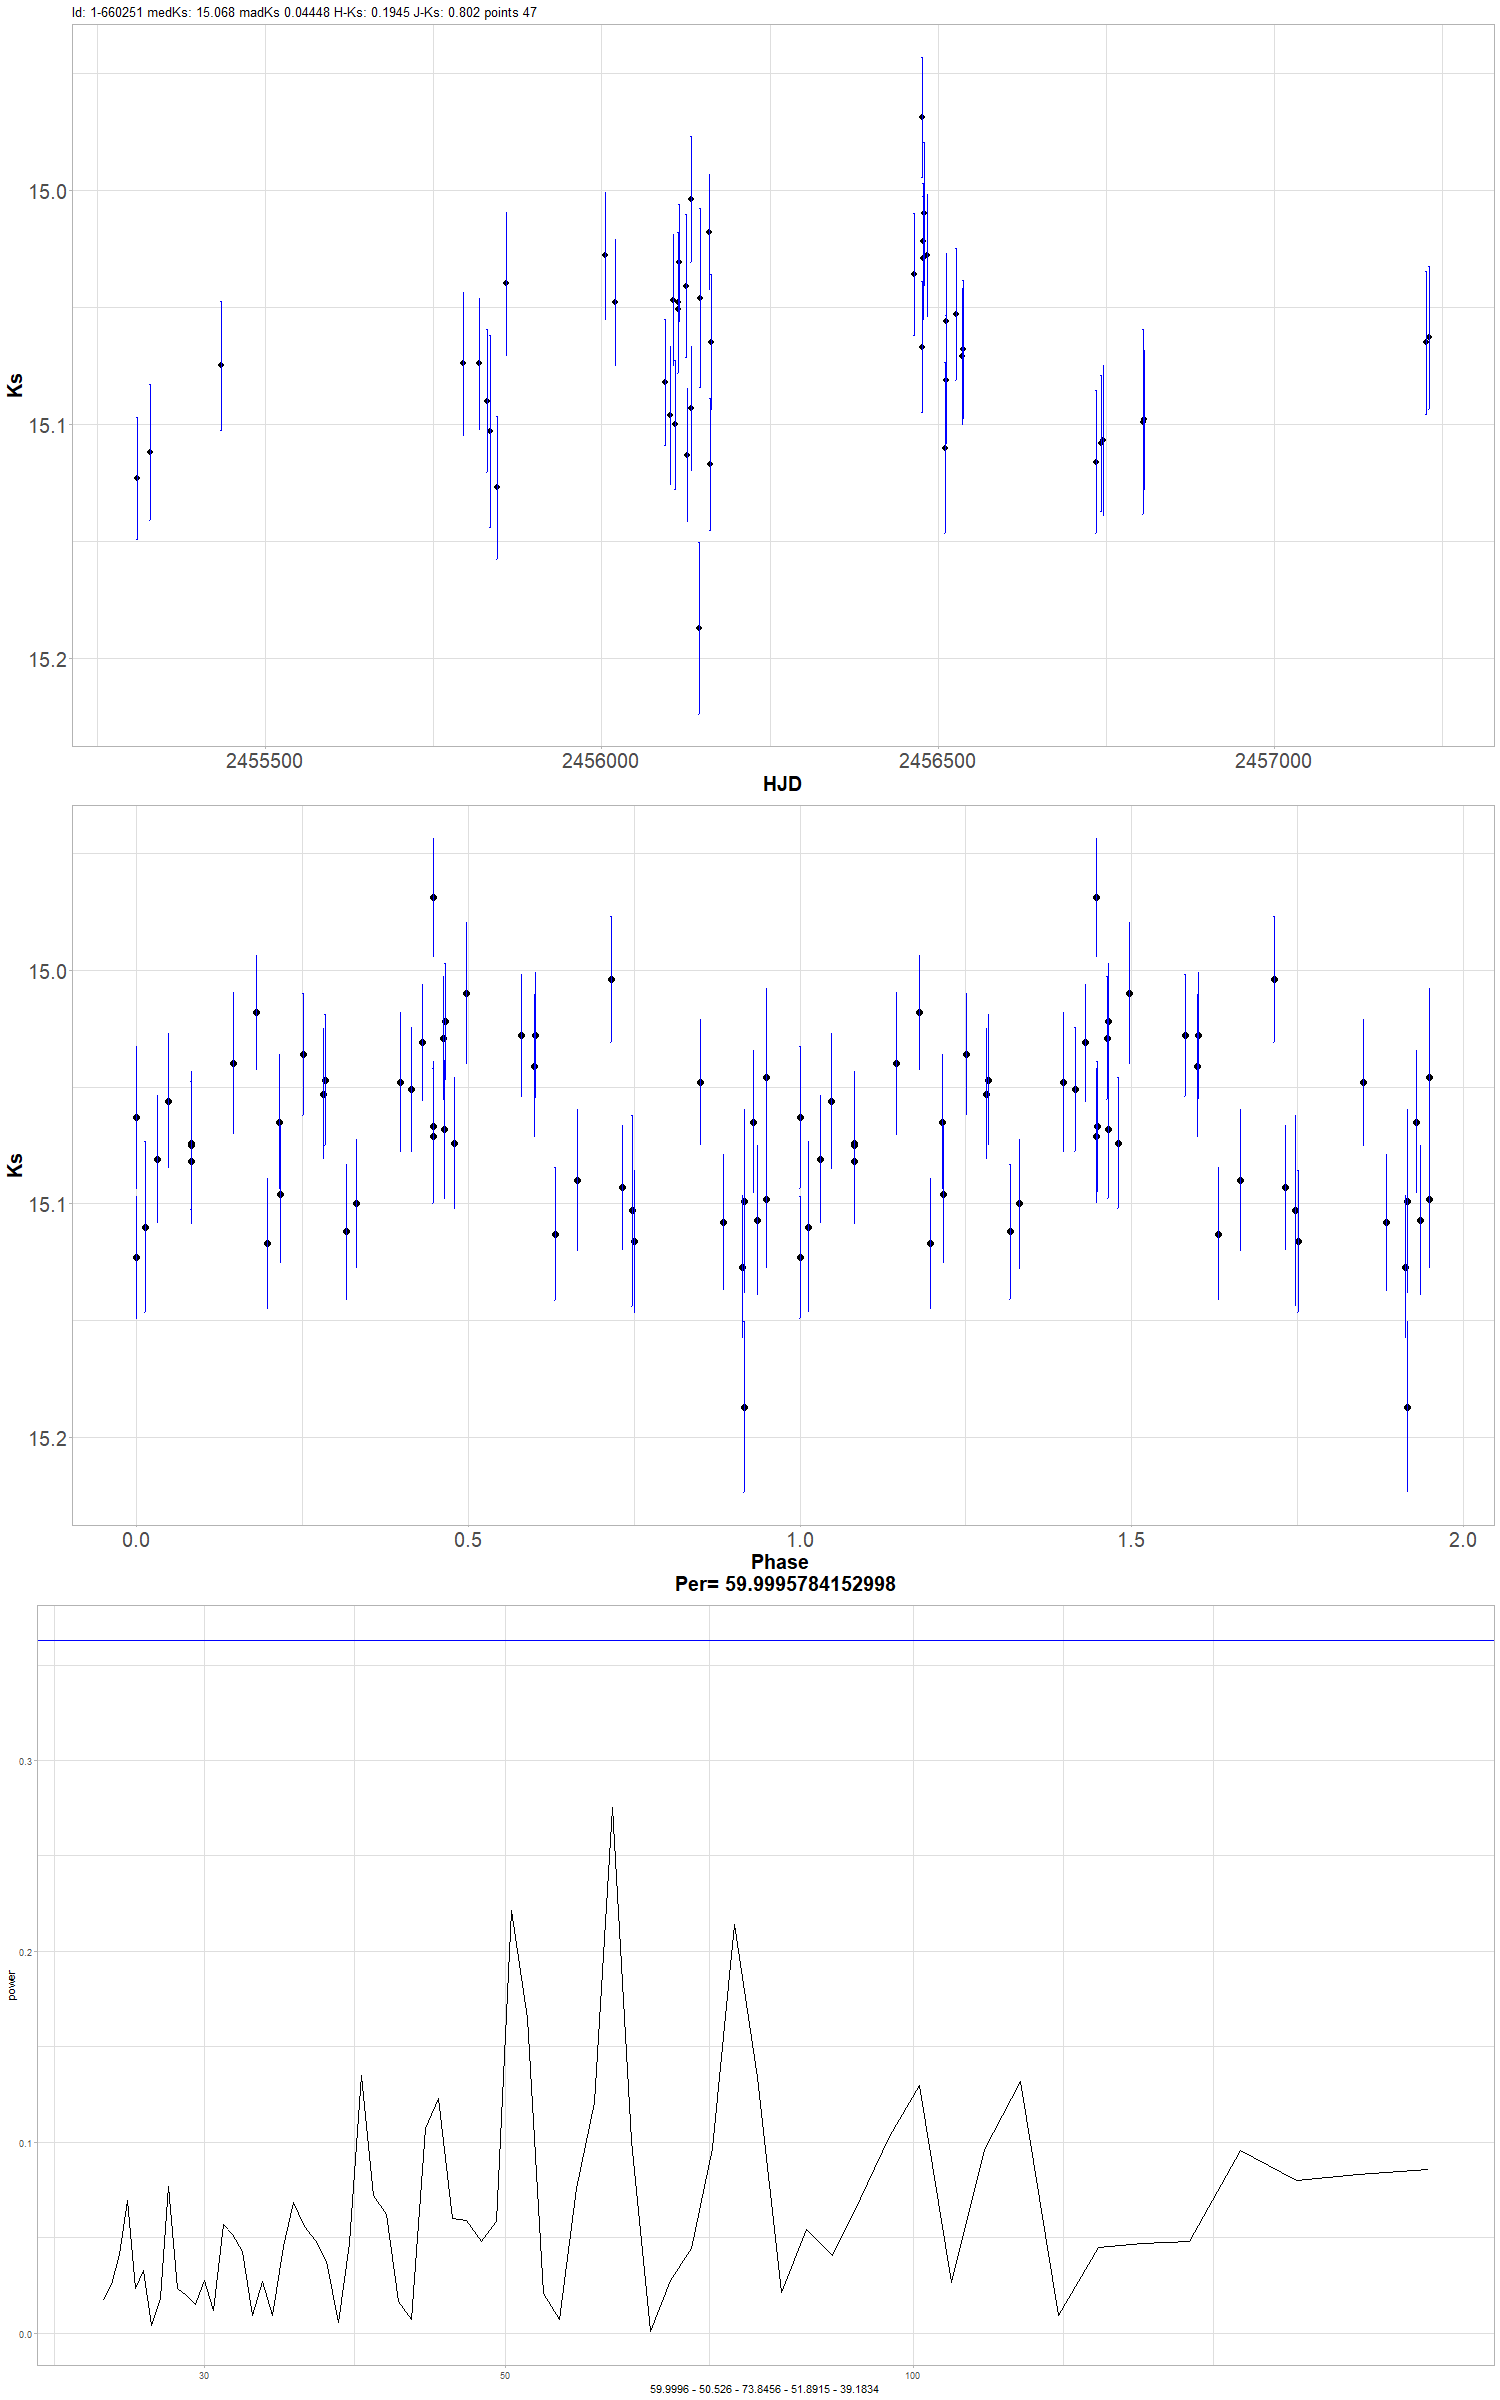 Id: 1-660251 medKs: 15.068 madKs 0.04448 H-Ks: 0.1945 J-Ks: 0.802 points 47
15.0
15.1
15.2
Ks
2455500 2456000 2456500 2457000
HJD
15.0
15.1
15.2
Ks
0.0 0.5 1.0 1.5 2.0
Phase
Per= 59.9995784152998
0.3
0.2
0.1
0.0
power
30 50 100
59.9996 - 50.526 - 73.8456 - 51.8915 - 39.1834